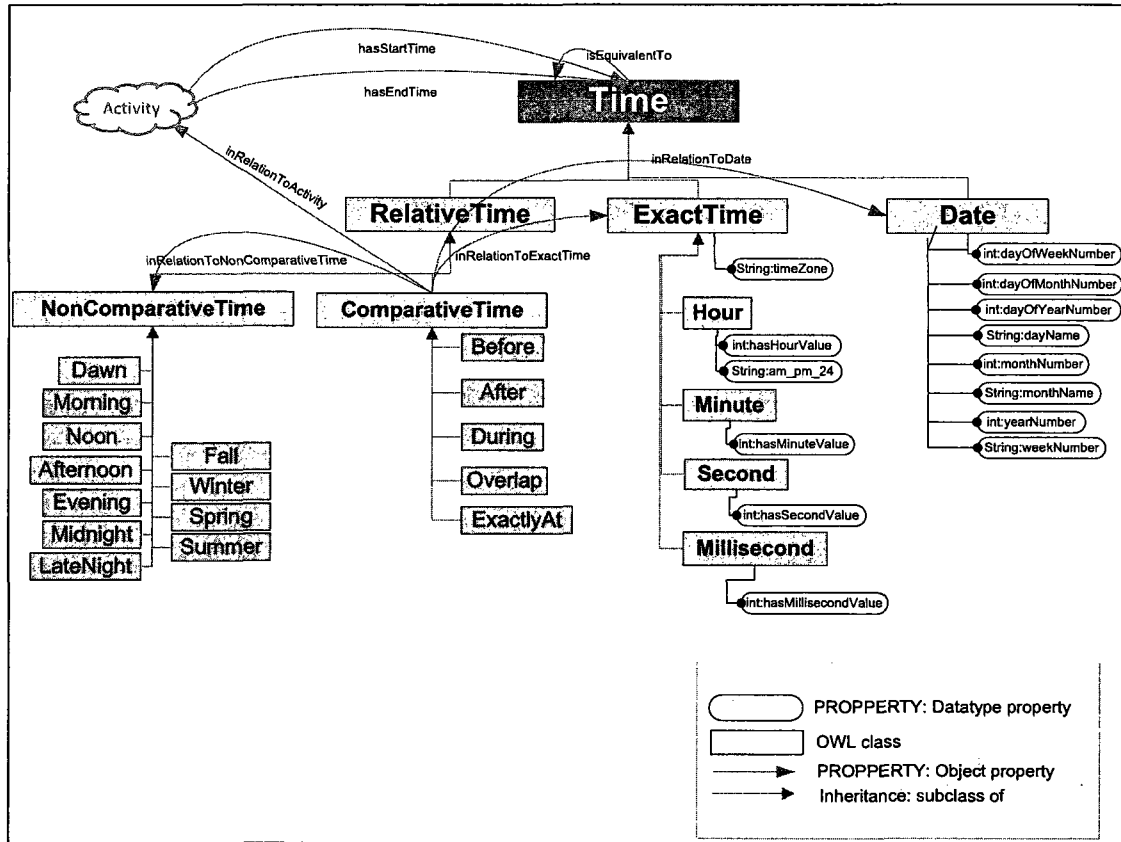 hasStartTime
isEquivalentTo
hasEndTime
Activity
Time
inRelationToActivity
inRelationToDate
RelativeTime
ExactTime
Date
inRelationToNonComparativeTime
inRelationToExactTime
NonComparativeTime
ComparativeTime
Dawn
Morning
Noon
Afternoon
Evening
Midnight
LateNight
Fall
Winter
Spring
Summer
Before
After
During
Overlap
ExactlyAt
String:timeZone
Hour
int:hasHourValue
String:am_pm_24
Minute
int:hasMinuteValue
Second
int:hasSecondValue
Millisecond
int:hasMillisecondValue
int:dayOfWeekNumber
int:dayOfMonthNumber
int:dayOfYearNumber
String:dayName
int:monthNumber
String:monthName
int:yearNumber
String:weekNumber
PROPPERTY: Datatype property
OWL class
PROPPERTY: Object property
Inheritance: subclass of